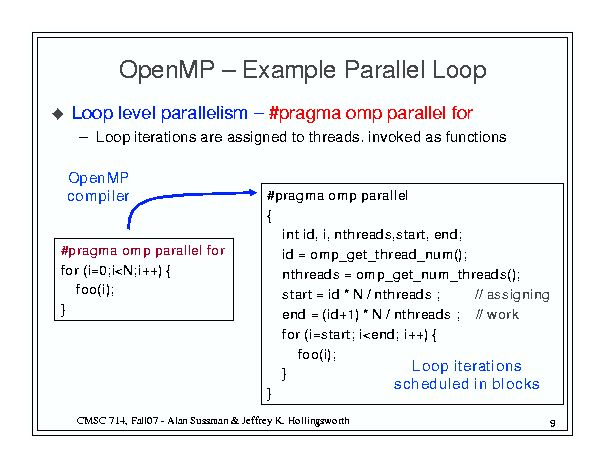 OpenMP – Example Parallel Loop
◆ Loop level parallelism – #pragma omp parallel for
– Loop iterations are assigned to threads. invoked as functions
OpenMP
compiler
#pragma omp parallel for
for (i=0;i<N;i++) {
foo(i);
}
#pragma omp parallel
{
int id, i, nthreads,start, end;
id = omp_get_thread_num();
nthreads = omp_get_num_threads();
start = id * N / nthreads ; // assigning
end = (id+1) * N / nthreads ; // work
for (i=start; i<end; i++) {
foo(i);
}
}
Loop iterations
scheduled in blocks
CMSC 714, Fall07 - Alan Sussman & Jeffrey K. Hollingsworth 9